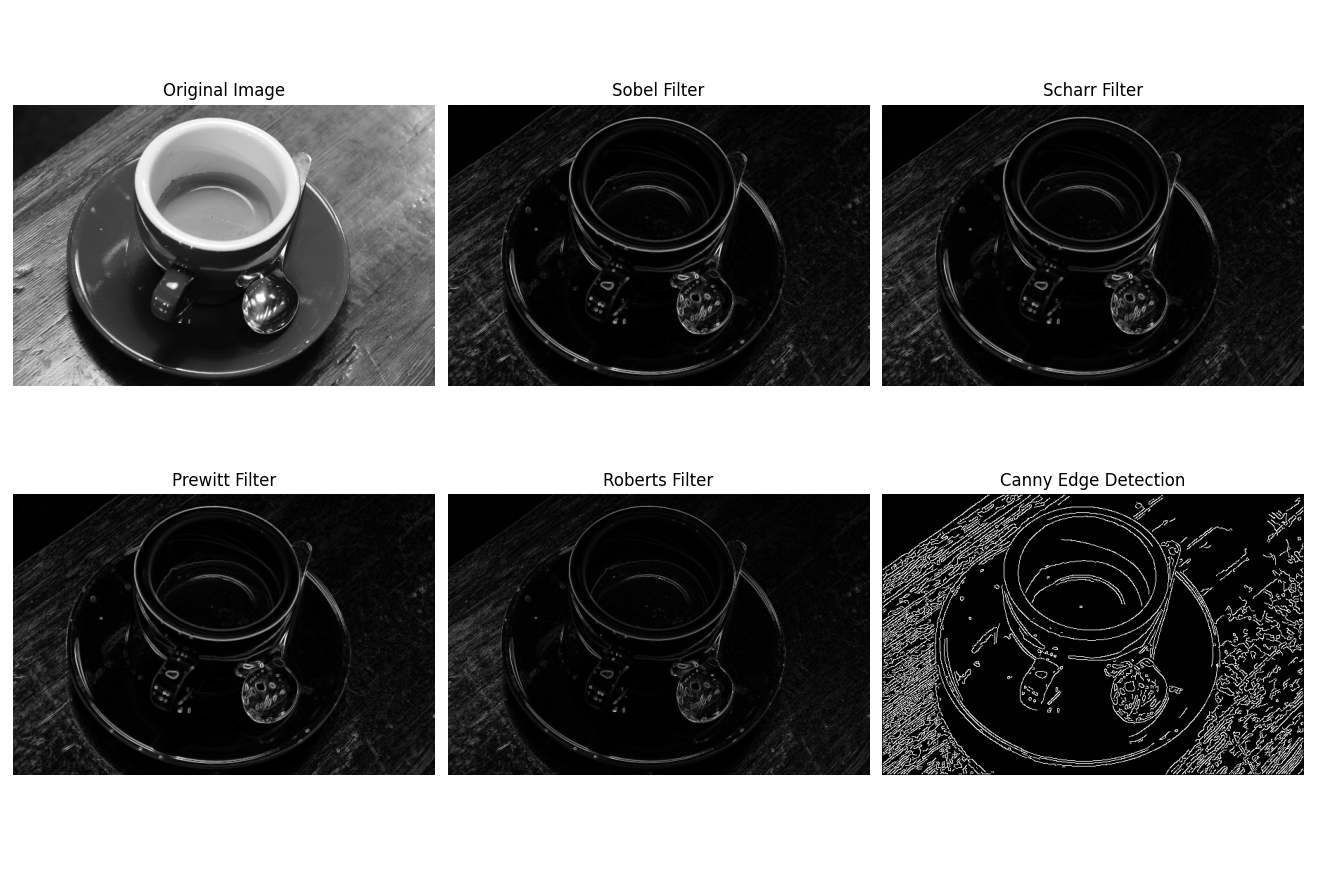 Original Image
Sobel Filter
Scharr Filter
Prewitt Filter
Roberts Filter
Canny Edge Detection